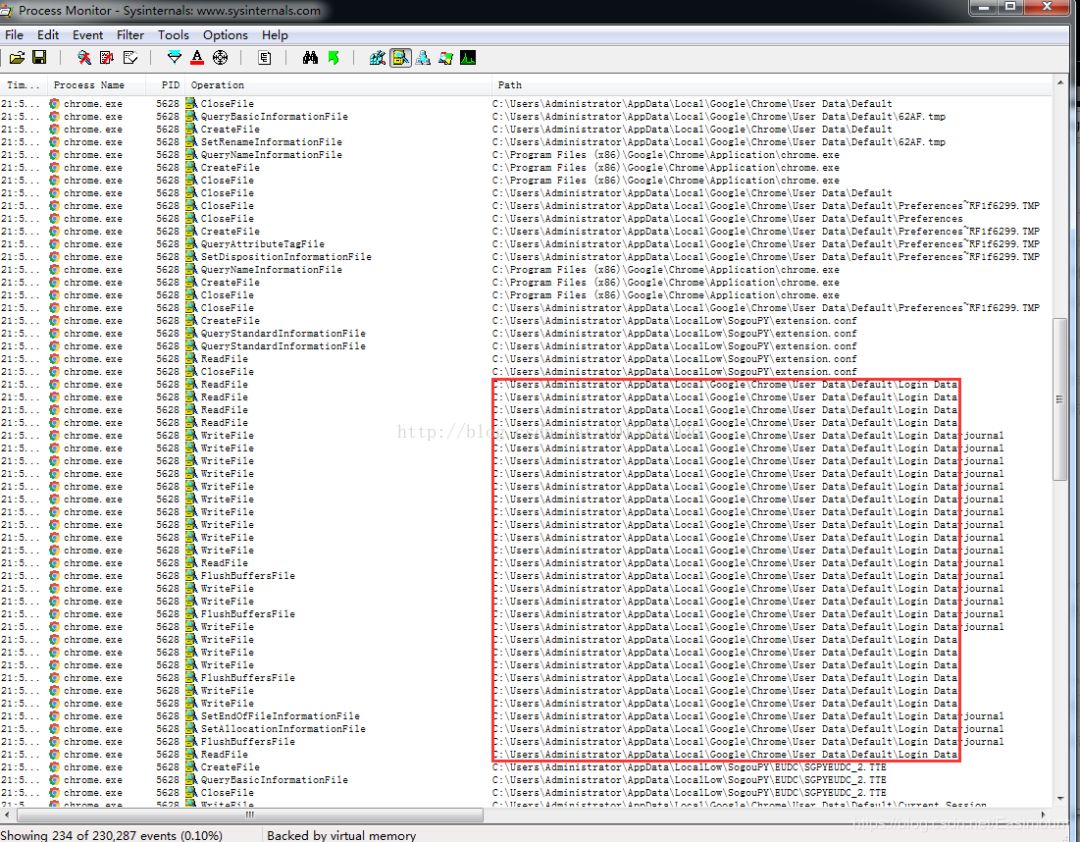 Process Monitor - Sysinternals: www.sysinternals.com
File Edit Event Filter Tools Options Help
Tim... Process Name PID Operation Path
21:5... chrome.exe 5628 CloseFile C:\Users\Administrator\AppData\Local\Google\Chrome\User Data\Default
21:5... chrome.exe 5628 QueryBasicInformationFile C:\Users\Administrator\AppData\Local\Google\Chrome\User Data\Default\62AF.tmp
21:5... chrome.exe 5628 CreateFile C:\Users\Administrator\AppData\Local\Google\Chrome\User Data\Default
21:5... chrome.exe 5628 SetRenameInformationFile C:\Users\Administrator\AppData\Local\Google\Chrome\User Data\Default\62AF.tmp
21:5... chrome.exe 5628 QueryNameInformationFile C:\Program Files (x86)\Google\Chrome\Application\chrome.exe
21:5... chrome.exe 5628 CreateFile C:\Program Files (x86)\Google\Chrome\Application\chrome.exe
21:5... chrome.exe 5628 CloseFile C:\Program Files (x86)\Google\Chrome\Application\chrome.exe
21:5... chrome.exe 5628 CloseFile C:\Users\Administrator\AppData\Local\Google\Chrome\User Data\Default
21:5... chrome.exe 5628 CloseFile C:\Users\Administrator\AppData\Local\Google\Chrome\User Data\Default\Preferences~RF1f6299.TMP
21:5... chrome.exe 5628 CloseFile C:\Users\Administrator\AppData\Local\Google\Chrome\User Data\Default\Preferences
21:5... chrome.exe 5628 CreateFile C:\Users\Administrator\AppData\Local\Google\Chrome\User Data\Default\Preferences~RF1f6299.TMP
21:5... chrome.exe 5628 QueryAttributeTagFile C:\Users\Administrator\AppData\Local\Google\Chrome\User Data\Default\Preferences~RF1f6299.TMP
21:5... chrome.exe 5628 SetDispositionInformationFile C:\Users\Administrator\AppData\Local\Google\Chrome\User Data\Default\Preferences~RF1f6299.TMP
21:5... chrome.exe 5628 QueryNameInformationFile C:\Program Files (x86)\Google\Chrome\Application\chrome.exe
21:5... chrome.exe 5628 CreateFile C:\Program Files (x86)\Google\Chrome\Application\chrome.exe
21:5... chrome.exe 5628 CloseFile C:\Program Files (x86)\Google\Chrome\Application\chrome.exe
21:5... chrome.exe 5628 CloseFile C:\Users\Administrator\AppData\Local\Google\Chrome\User Data\Default\Preferences~RF1f6299.TMP
21:5... chrome.exe 5628 CreateFile C:\Users\Administrator\AppData\LocalLow\SogouPY\extension.conf
21:5... chrome.exe 5628 QueryStandardInformationFile C:\Users\Administrator\AppData\LocalLow\SogouPY\extension.conf
21:5... chrome.exe 5628 QueryStandardInformationFile C:\Users\Administrator\AppData\LocalLow\SogouPY\extension.conf
21:5... chrome.exe 5628 ReadFile C:\Users\Administrator\AppData\LocalLow\SogouPY\extension.conf
21:5... chrome.exe 5628 CloseFile C:\Users\Administrator\AppData\LocalLow\SogouPY\extension.conf
21:5... chrome.exe 5628 ReadFile C:\Users\Administrator\AppData\Local\Google\Chrome\User Data\Default\Login Data
21:5... chrome.exe 5628 ReadFile C:\Users\Administrator\AppData\Local\Google\Chrome\User Data\Default\Login Data
21:5... chrome.exe 5628 ReadFile C:\Users\Administrator\AppData\Local\Google\Chrome\User Data\Default\Login Data
21:5... chrome.exe 5628 ReadFile C:\Users\Administrator\AppData\Local\Google\Chrome\User Data\Default\Login Data
21:5... chrome.exe 5628 WriteFile C:\Users\Administrator\AppData\Local\Google\Chrome\User Data\Default\Login Data-journal
21:5... chrome.exe 5628 WriteFile C:\Users\Administrator\AppData\Local\Google\Chrome\User Data\Default\Login Data-journal
21:5... chrome.exe 5628 WriteFile C:\Users\Administrator\AppData\Local\Google\Chrome\User Data\Default\Login Data-journal
21:5... chrome.exe 5628 WriteFile C:\Users\Administrator\AppData\Local\Google\Chrome\User Data\Default\Login Data-journal
21:5... chrome.exe 5628 WriteFile C:\Users\Administrator\AppData\Local\Google\Chrome\User Data\Default\Login Data-journal
21:5... chrome.exe 5628 WriteFile C:\Users\Administrator\AppData\Local\Google\Chrome\User Data\Default\Login Data-journal
21:5... chrome.exe 5628 WriteFile C:\Users\Administrator\AppData\Local\Google\Chrome\User Data\Default\Login Data-journal
21:5... chrome.exe 5628 WriteFile C:\Users\Administrator\AppData\Local\Google\Chrome\User Data\Default\Login Data-journal
21:5... chrome.exe 5628 WriteFile C:\Users\Administrator\AppData\Local\Google\Chrome\User Data\Default\Login Data-journal
21:5... chrome.exe 5628 WriteFile C:\Users\Administrator\AppData\Local\Google\Chrome\User Data\Default\Login Data-journal
21:5... chrome.exe 5628 ReadFile C:\Users\Administrator\AppData\Local\Google\Chrome\User Data\Default\Login Data-journal
21:5... chrome.exe 5628 FlushBuffersFile C:\Users\Administrator\AppData\Local\Google\Chrome\User Data\Default\Login Data-journal
21:5... chrome.exe 5628 WriteFile C:\Users\Administrator\AppData\Local\Google\Chrome\User Data\Default\Login Data-journal
21:5... chrome.exe 5628 WriteFile C:\Users\Administrator\AppData\Local\Google\Chrome\User Data\Default\Login Data-journal
21:5... chrome.exe 5628 FlushBuffersFile C:\Users\Administrator\AppData\Local\Google\Chrome\User Data\Default\Login Data-journal
21:5... chrome.exe 5628 WriteFile C:\Users\Administrator\AppData\Local\Google\Chrome\User Data\Default\Login Data-journal
21:5... chrome.exe 5628 WriteFile C:\Users\Administrator\AppData\Local\Google\Chrome\User Data\Default\Login Data
21:5... chrome.exe 5628 WriteFile C:\Users\Administrator\AppData\Local\Google\Chrome\User Data\Default\Login Data
21:5... chrome.exe 5628 WriteFile C:\Users\Administrator\AppData\Local\Google\Chrome\User Data\Default\Login Data
21:5... chrome.exe 5628 FlushBuffersFile C:\Users\Administrator\AppData\Local\Google\Chrome\User Data\Default\Login Data
21:5... chrome.exe 5628 WriteFile C:\Users\Administrator\AppData\Local\Google\Chrome\User Data\Default\Login Data
21:5... chrome.exe 5628 WriteFile C:\Users\Administrator\AppData\Local\Google\Chrome\User Data\Default\Login Data
21:5... chrome.exe 5628 SetEndOfFileInformationFile C:\Users\Administrator\AppData\Local\Google\Chrome\User Data\Default\Login Data-journal
21:5... chrome.exe 5628 SetAllocationInformationFile C:\Users\Administrator\AppData\Local\Google\Chrome\User Data\Default\Login Data-journal
21:5... chrome.exe 5628 FlushBuffersFile C:\Users\Administrator\AppData\Local\Google\Chrome\User Data\Default\Login Data-journal
21:5... chrome.exe 5628 ReadFile C:\Users\Administrator\AppData\Local\Google\Chrome\User Data\Default\Login Data
21:5... chrome.exe 5628 CreateFile C:\Users\Administrator\AppData\LocalLow\SogouPY\EUDC\SGPYEUDC_2.TTE
21:5... chrome.exe 5628 QueryBasicInformationFile C:\Users\Administrator\AppData\LocalLow\SogouPY\EUDC\SGPYEUDC_2.TTE
21:5... chrome.exe 5628 CloseFile C:\Users\Administrator\AppData\LocalLow\SogouPY\EUDC\SGPYEUDC_2.TTE
21:5... chrome.exe 5628 WriteFile C:\Users\Administrator\AppData\Local\Google\Chrome\User Data\Default\Current Session
Showing 234 of 230,287 events (0.10%) Backed by virtual memory
https://blog.csdn.net/Eastmount